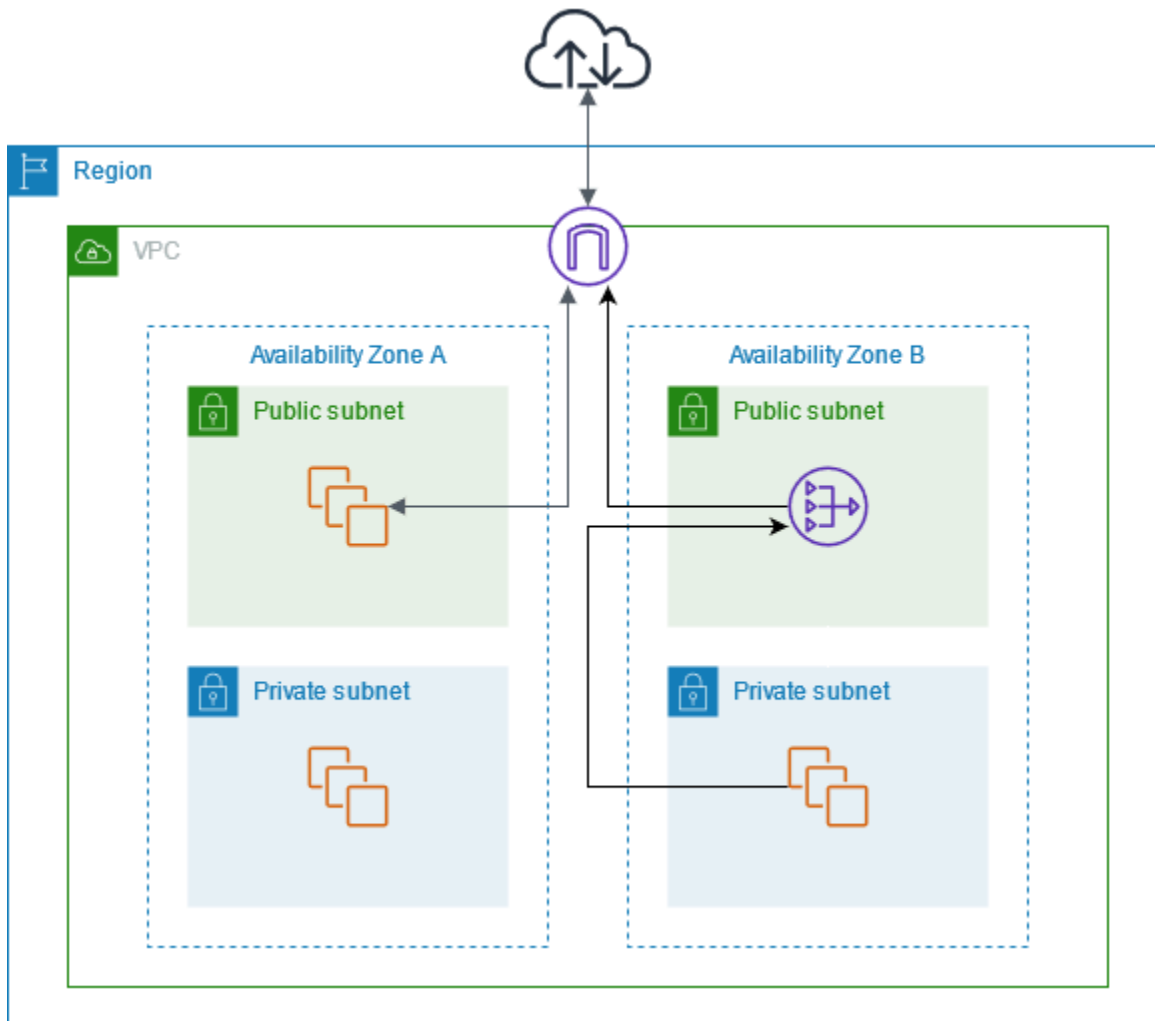 Region
VPC
Availability Zone A
Availability Zone B
Public subnet
Public subnet
Private subnet
Private subnet